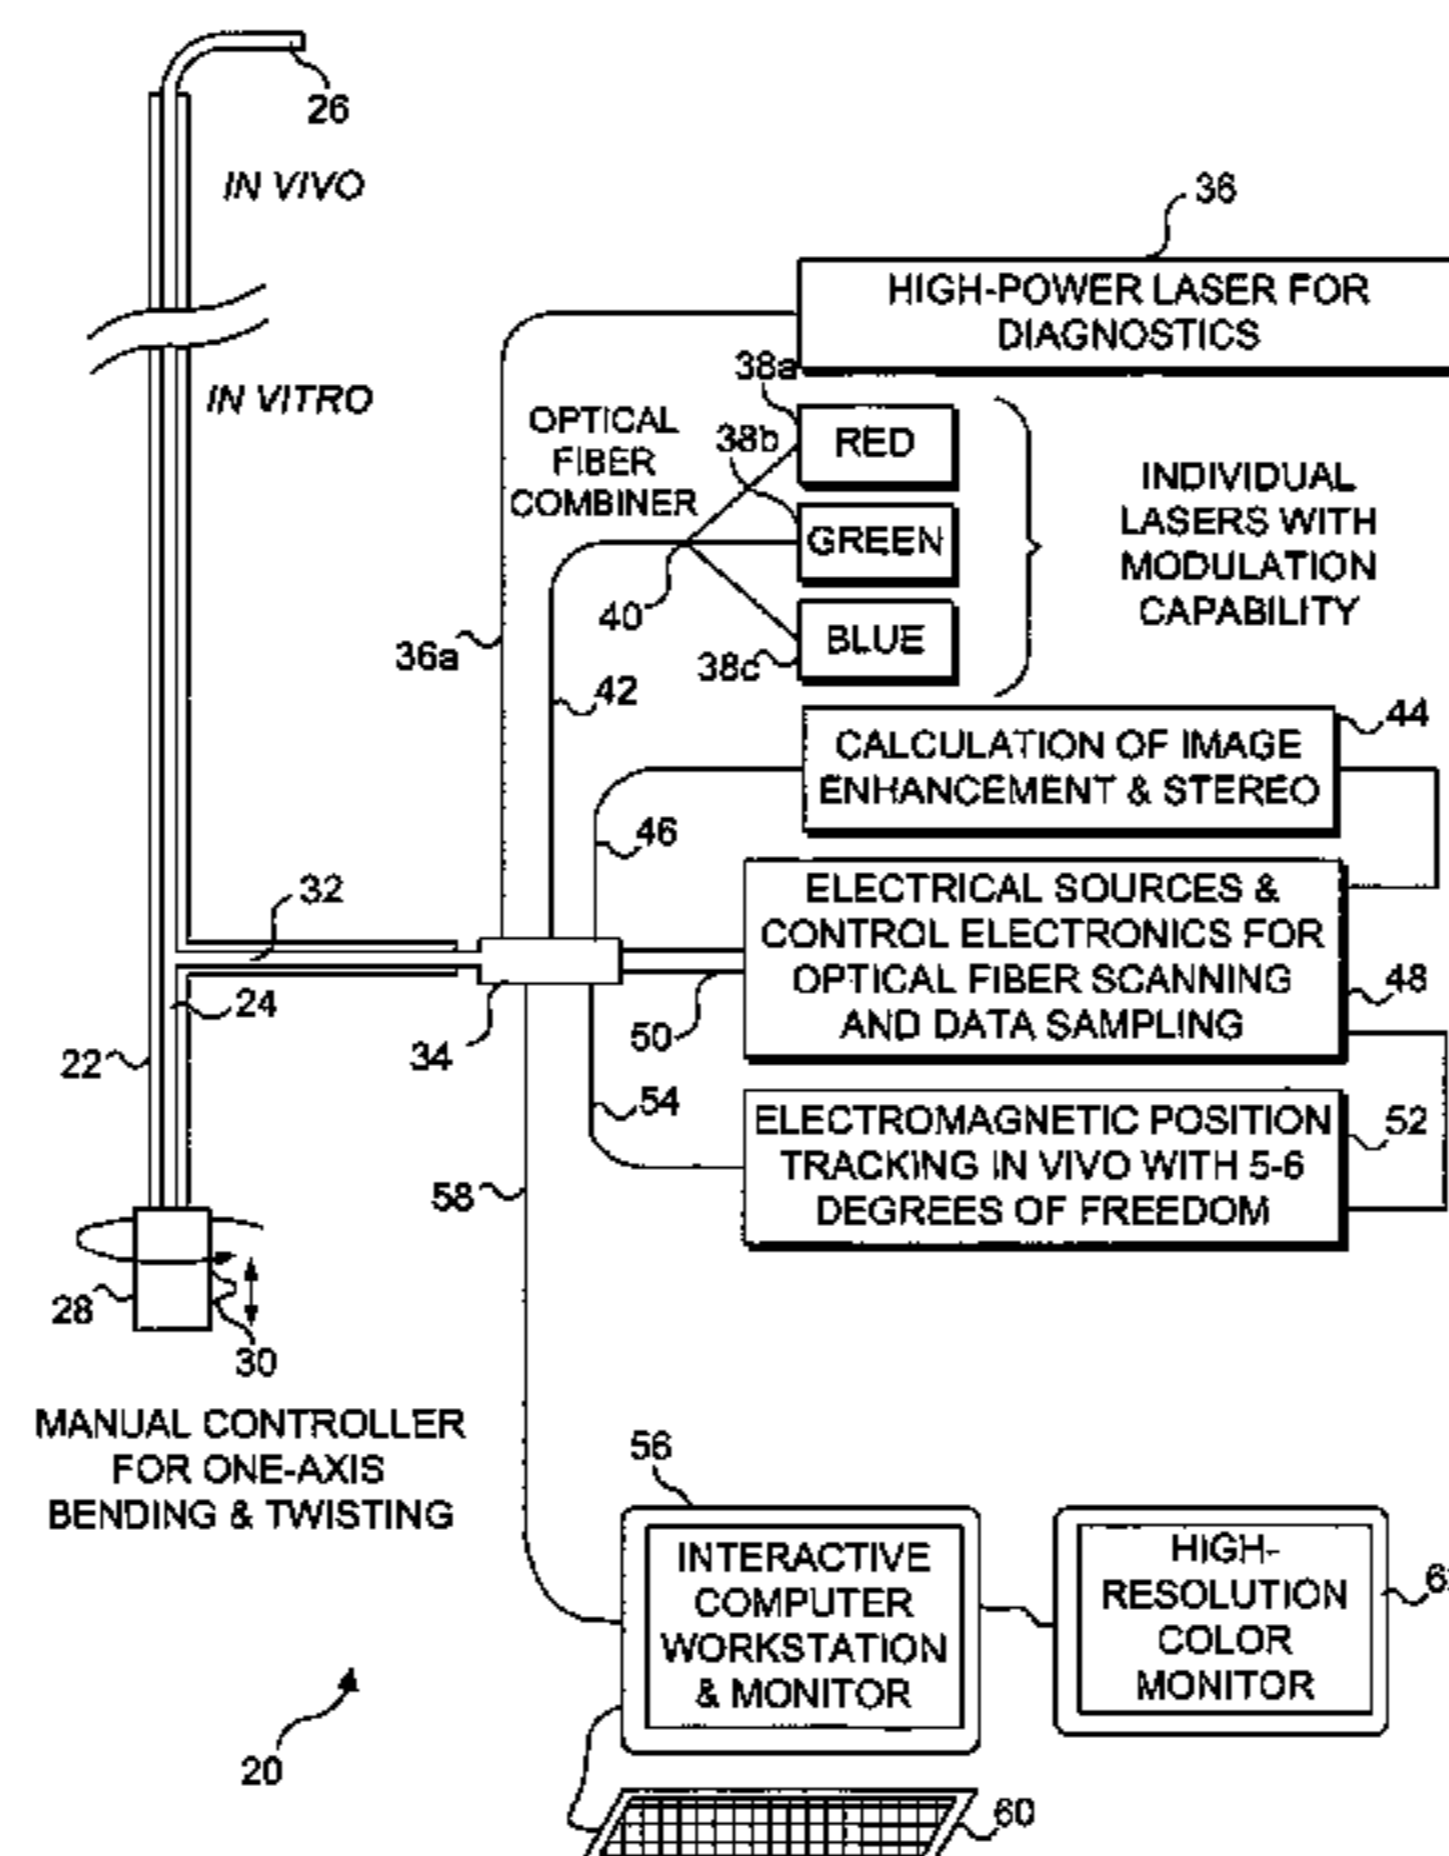 26
IN VIVO
36
HIGH-POWER LASER FOR
DIAGNOSTICS
IN VITRO
38a
OPTICAL
FIBER
COMBINER
38b
RED
GREEN
BLUE
INDIVIDUAL
LASERS WITH
MODULATION
CAPABILITY
40
36a
38c
42
44
CALCULATION OF IMAGE
ENHANCEMENT & STEREO
46
32
ELECTRICAL SOURCES &
CONTROL ELECTRONICS FOR
OPTICAL FIBER SCANNING
AND DATA SAMPLING
48
24
22
34
50
54
ELECTROMAGNETIC POSITION
TRACKING IN VIVO WITH 5-6
DEGREES OF FREEDOM
52
58
28
30
MANUAL CONTROLLER
FOR ONE-AXIS
BENDING & TWISTING
56
INTERACTIVE
COMPUTER
WORKSTATION
& MONITOR
HIGH-
RESOLUTION
COLOR
MONITOR
20
60